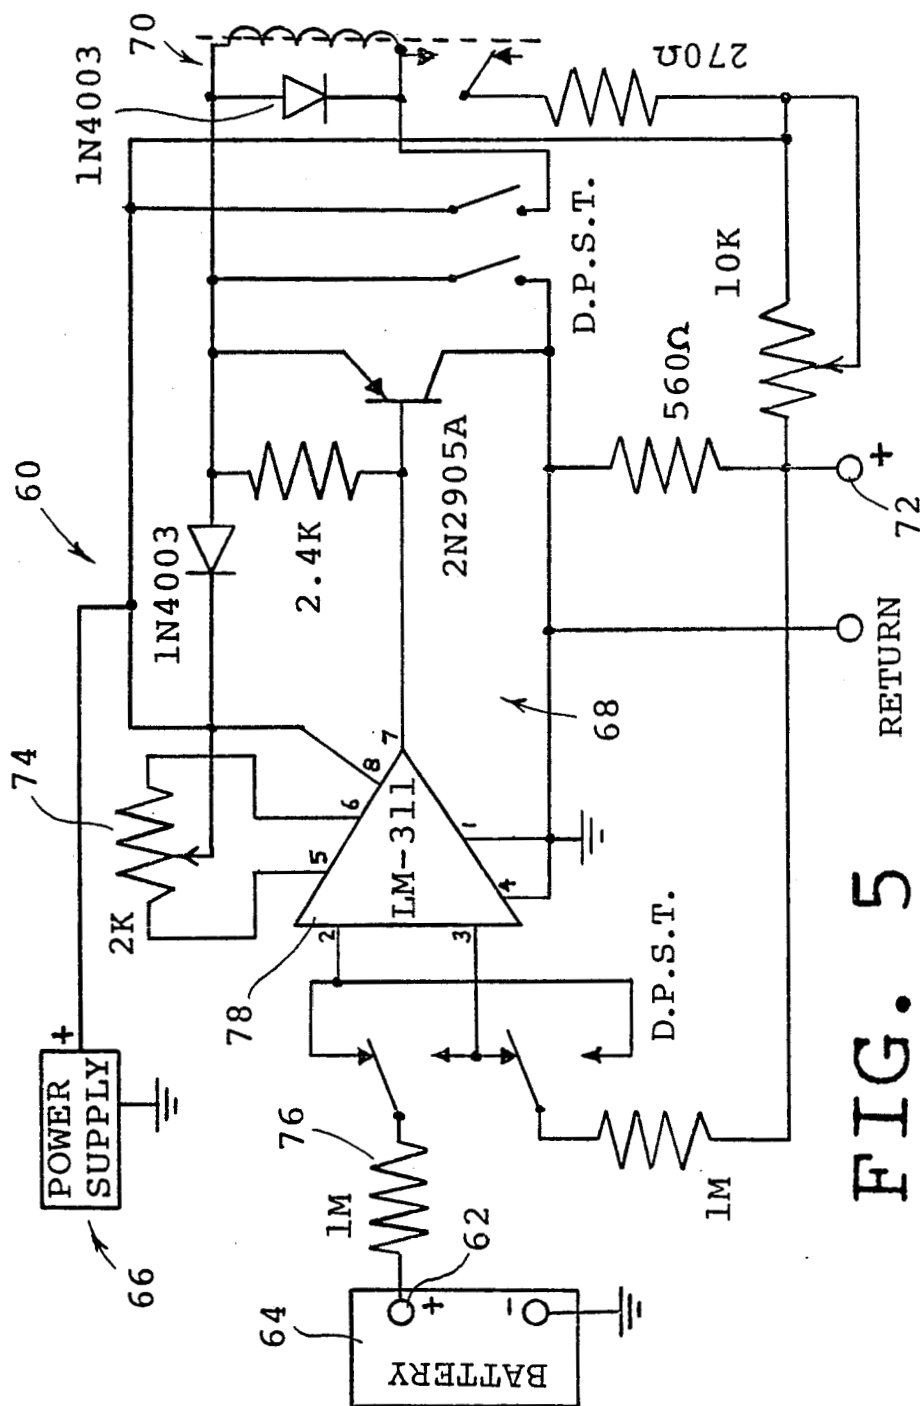 60
66
POWER
SUPPLY
+
74
2K
1N4003
1N4003
70
2.4K
2N2905A
D.P.S.T.
270Ω
10K
560Ω
+
72
RETURN
68
LM-311
78
2
3
4
5
6
8
7
1
D.P.S.T.
76
1M
1M
62
64
+
-
BATTERY
FIG. 5